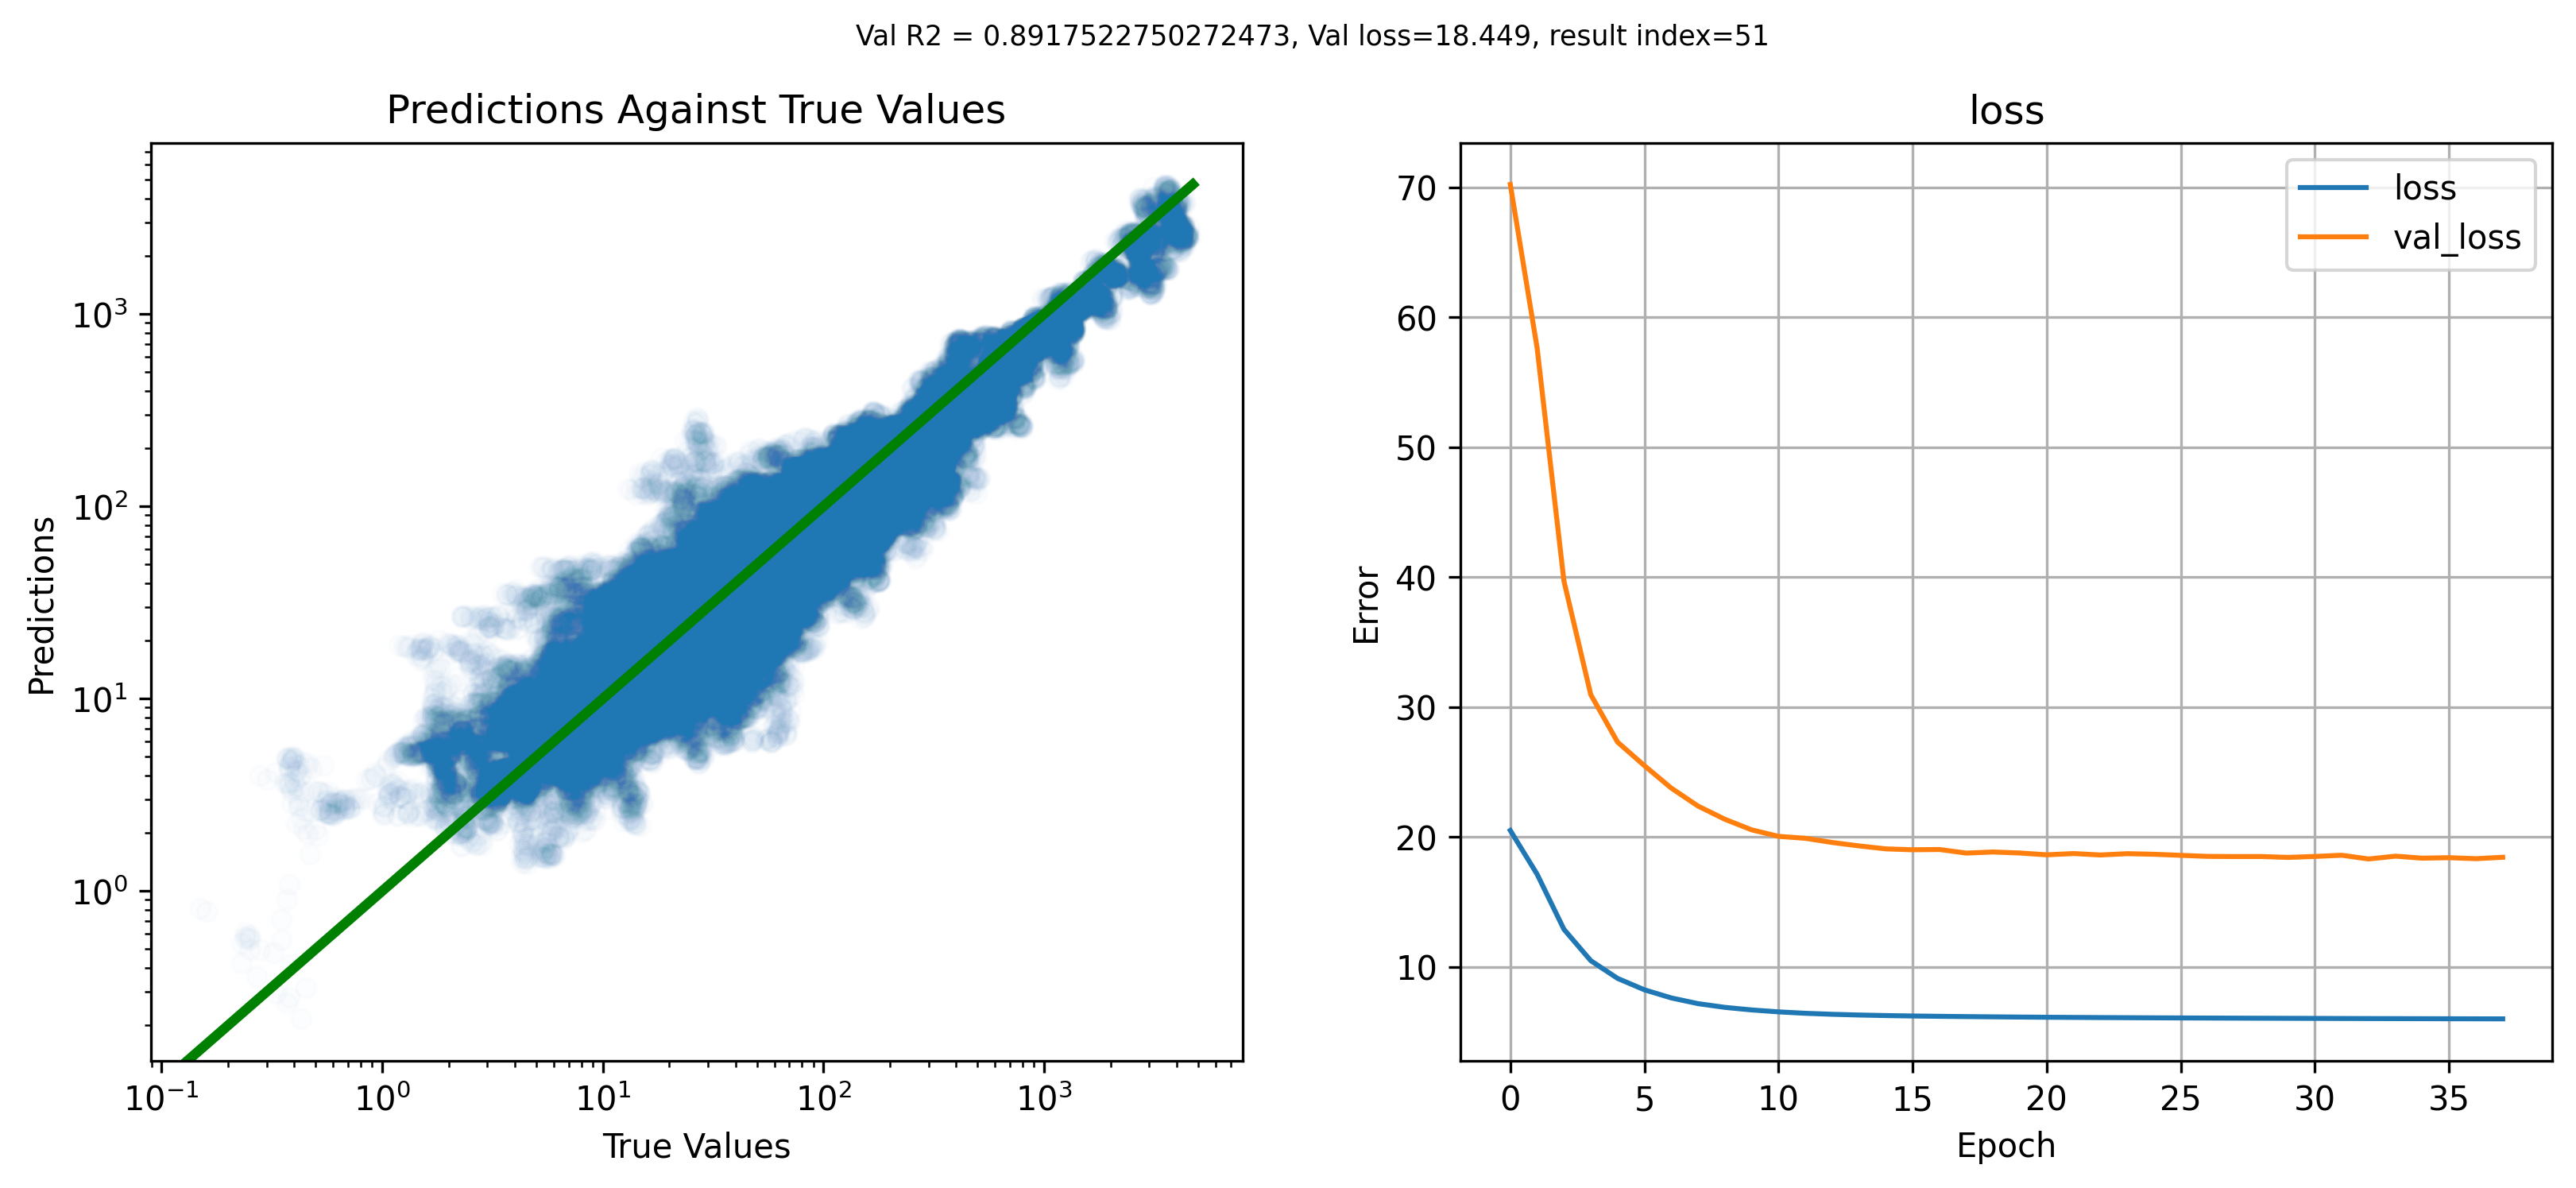 Val R2 = 0.8917522750272473, Val loss=18.449, result index=51
Predictions Against True Values
Predictions
10³
10²
10¹
10⁰
10⁻¹ 10⁰ 10¹ 10² 10³
True Values
loss
Error
70
60
50
40
30
20
10
0 5 10 15 20 25 30 35
Epoch
loss
val_loss